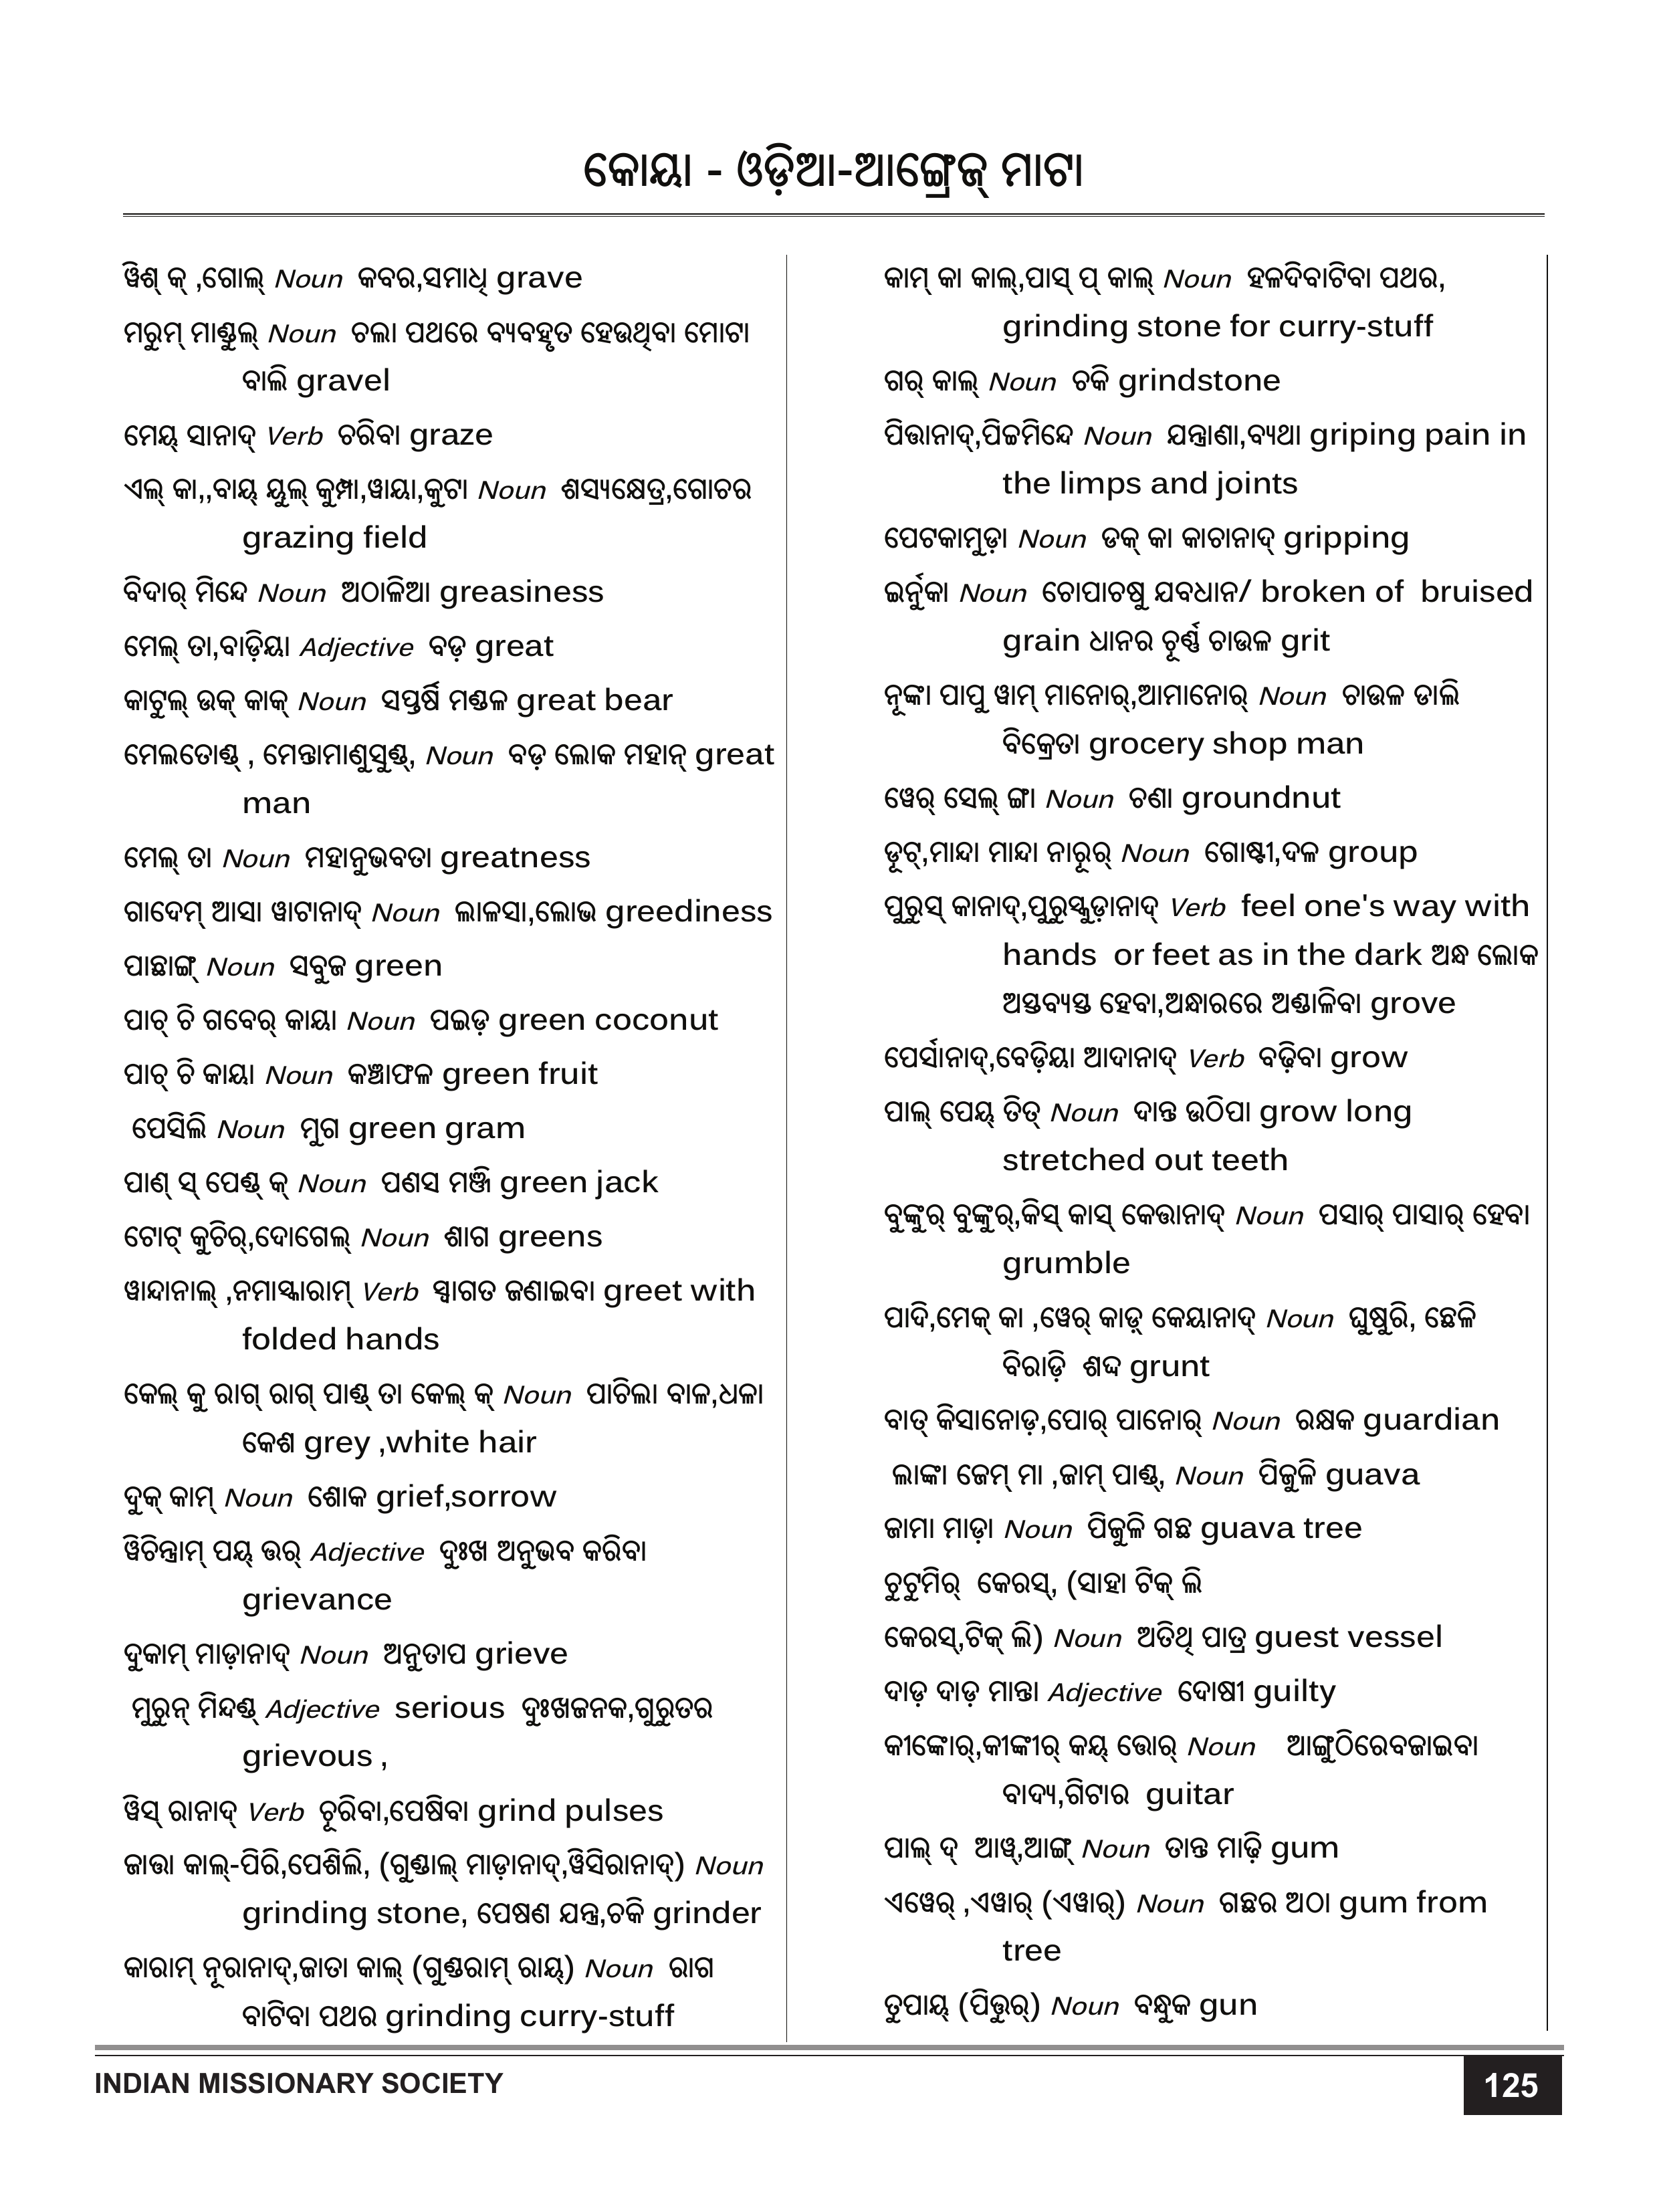 କୋୟା - ଓଡ଼ିଆ-ଆଙ୍ଗ୍ରେଜ୍ ମାଟା
ୱିଶ୍ କ୍ ,ଗୋଲ୍ Noun କବର,ସମାଧି grave
ମରୁମ୍ ମାଣ୍ଡୁଲ୍ Noun ଚଲା ପଥରେ ବ୍ୟବହୃତ ହେଉଥିବା ମୋଟା
ବାଲି gravel
ମେୟ୍ ସାନାଦ୍ Verb ଚରିବା graze
ଏଲ୍ କା,,ବାୟ୍ ୟୁଲ୍ କୁମ୍ପା,ୱାୟା,କୁଟା Noun ଶସ୍ୟକ୍ଷେତ୍ର,ଗୋଚର
grazing field
ବିଦାର୍ ମିନ୍ଦେ Noun ଅଠାଳିଆ greasiness
ମେଲ୍ ତା,ବାଡ଼ିୟା Adjective ବଡ଼ great
କାଟୁଲ୍ ଉକ୍ କାକ୍ Noun ସପ୍ତର୍ଷି ମଣ୍ଡଳ great bear
ମେଲତୋଣ୍ଡ୍ , ମେନ୍ତାମାଣୁସୁଣ୍ଡ୍, Noun ବଡ଼ ଲୋକ ମହାନ୍ great
man
ମେଲ୍ ତା Noun ମହାନୁଭବତା greatness
ଗାଦେମ୍ ଆସା ୱାଟାନାଦ୍ Noun ଲାଳସା,ଲୋଭ greediness
ପାଛାଙ୍ଗ୍ Noun ସବୁଜ green
ପାଚ୍ ଚି ଗବେର୍ କାୟା Noun ପଇଡ଼ green coconut
ପାଚ୍ ଚି କାୟା Noun କଞ୍ଚାଫଳ green fruit
ପେସିଲି Noun ମୁଗ green gram
ପାଣ୍ ସ୍ ପେଣ୍ଡ୍ କ୍ Noun ପଣସ ମଞ୍ଜି green jack
ଟୋଟ୍ କୁଚିର୍,ଦୋଗେଲ୍ Noun ଶାଗ greens
ୱାନ୍ଦାନାଲ୍ ,ନମାସ୍କାରାମ୍ Verb ସ୍ୱାଗତ ଜଣାଇବା greet with
folded hands
କେଲ୍ କୁ ରାଗ୍ ରାଗ୍ ପାଣ୍ଡ୍ ତା କେଲ୍ କ୍ Noun ପାଚିଲା ବାଳ,ଧଳା
କେଶ grey ,white hair
ଦୁକ୍ କାମ୍ Noun ଶୋକ grief,sorrow
ୱିଚିନ୍ତ୍ରାମ୍ ପୟ୍ ଉର୍ Adjective ଦୁଃଖ ଅନୁଭବ କରିବା
grievance
ଦୁକାମ୍ ମାଡ଼ାନାଦ୍ Noun ଅନୁତାପ grieve
ମୁରୁନ୍ ମିନ୍ଦଣ୍ଡ୍ Adjective serious ଦୁଃଖଜନକ,ଗୁରୁତର
grievous ,
ୱିସ୍ ରାନାଦ୍ Verb ଚୂରିବା,ପେଷିବା grind pulses
ଜାଉା କାଲ୍-ପିରି,ପେଶିଲି, (ଗୁଣ୍ଡାଲ୍ ମାଡ଼ାନାଦ୍,ୱିସିରାନାଦ୍) Noun
grinding stone, ପେଷଣ ଯନ୍ତ୍ର,ଚକି grinder
କାରାମ୍ ନୂରାନାଦ୍,ଜାତା କାଲ୍ (ଗୁଣ୍ଡରାମ୍ ରାୟ୍) Noun ରାଗ
ବାଟିବା ପଥର grinding curry-stuff
କାମ୍ କା କାଲ୍,ପାସ୍ ପ୍ କାଲ୍ Noun ହଳଦିବାଟିବା ପଥର,
grinding stone for curry-stuff
ଗର୍ କାଲ୍ Noun ଚକି grindstone
ପିଉାନାଦ୍,ପିଚ୍ଚମିନ୍ଦେ Noun ଯନ୍ତ୍ରାଣା,ବ୍ୟଥା griping pain in
the limps and joints
ପେଟକାମୁଡ଼ା Noun ଡକ୍ କା କାଚାନାଦ୍ gripping
ଇର୍ନୁକା Noun ଚୋପାଚଷୁ ଯବଧାନ/ broken of bruised
grain ଧାନର ଚୂର୍ଣ୍ଣ ଚାଉଳ grit
ନୂଙ୍କା ପାପୁ ୱାମ୍ ମାନୋର୍,ଆମାନୋର୍ Noun ଚାଉଳ ଡାଲି
ବିକ୍ରେତା grocery shop man
ୱେର୍ ସେଲ୍ ଙ୍ଗା Noun ଚଣା groundnut
ଡୂଟ୍,ମାନ୍ଦା ମାନ୍ଦା ନାରୂର୍ Noun ଗୋଷ୍ଟୀ,ଦଳ group
ପୁରୁସ୍ କାନାଦ୍,ପୁରୁସ୍କୁଡ଼ାନାଦ୍ Verb feel one's way with
hands or feet as in the dark ଅନ୍ଧ ଲୋକ
ଅସ୍ତବ୍ୟସ୍ତ ହେବା,ଅନ୍ଧାରରେ ଅଣ୍ଡାଳିବା grove
ପେର୍ସାନାଦ୍,ବେଡ଼ିୟା ଆଦାନାଦ୍ Verb ବଢ଼ିବା grow
ପାଲ୍ ପେୟ୍ ତିତ୍ Noun ଦାନ୍ତ ଉଠିପା grow long
stretched out teeth
ବୁଙ୍କୁର୍ ବୁଙ୍କୁର୍,କିସ୍ କାସ୍ କେଉାନାଦ୍ Noun ପସାର୍ ପାସାର୍ ହେବା
grumble
ପାଦି,ମେକ୍ କା ,ୱେର୍ କାଡ଼୍ କେୟାନାଦ୍ Noun ଘୁଷୁରି, ଛେଳି
ବିରାଡ଼ି ଶବ୍ଦ grunt
ବାତ୍ କିସାନୋଡ଼,ପୋର୍ ପାନୋର୍ Noun ରକ୍ଷକ guardian
ଲାଙ୍କା ଜେମ୍ ମା ,ଜାମ୍ ପାଣ୍ଡ୍, Noun ପିଜୁଳି guava
ଜାମା ମାଡ଼ା Noun ପିଜୁଳି ଗଛ guava tree
ଚୁଟୁମିର୍ କେରସ୍, (ସାହା ଟିକ୍ ଲି
କେରସ୍,ଟିକ୍ ଲି) Noun ଅତିଥି ପାତ୍ର guest vessel
ଦାଡ଼ ଦାଡ଼ ମାନ୍ତା Adjective ଦୋଷୀ guilty
କୀଙ୍କୋର୍,କୀଙ୍କୀର୍ କୟ୍ ଉୋର୍ Noun ଆଙ୍ଗୁଠିରେବଜାଇବା
ବାଦ୍ୟ,ଗିଟାର guitar
ପାଲ୍ ଦ୍ ଆୱ୍,ଆଙ୍ଗ୍ Noun ତାନ୍ତ ମାଢ଼ି gum
ଏୱେର୍ ,ଏୱାର୍ (ଏୱାର୍) Noun ଗଛର ଅଠା gum from
tree
ତୁପାୟ୍ (ପିଉୁର୍) Noun ବନ୍ଧୁକ gun
INDIAN MISSIONARY SOCIETY
125